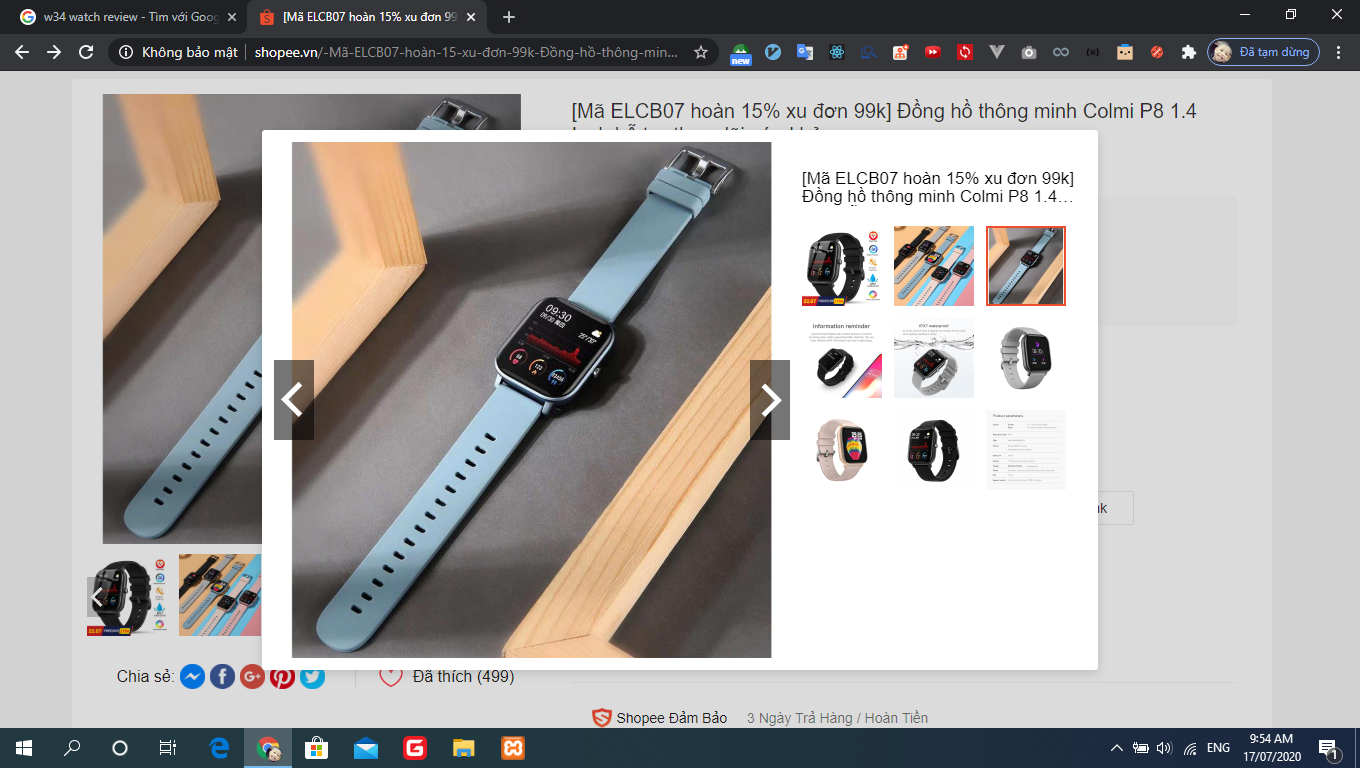 w34 watch review - Tìm với Goog
[Mã ELCB07 hoàn 15% xu đơn 99
Không bảo mật
shopee.vn/-Mã-ELCB07-hoàn-15-xu-đơn-99k-Đồng-hồ-thông-min...
new
Đã tạm dừng
[Mã ELCB07 hoàn 15% xu đơn 99k] Đồng hồ thông minh Colmi P8 1.4
[Mã ELCB07 hoàn 15% xu đơn 99k]
Đồng hồ thông minh Colmi P8 1.4…
09:30
Information reminder
IPX7 waterproof
Product parameters
Chia sẻ:
Đã thích (499)
Shopee Đảm Bảo
3 Ngày Trả Hàng / Hoàn Tiền
ENG
9:54 AM
17/07/2020
1